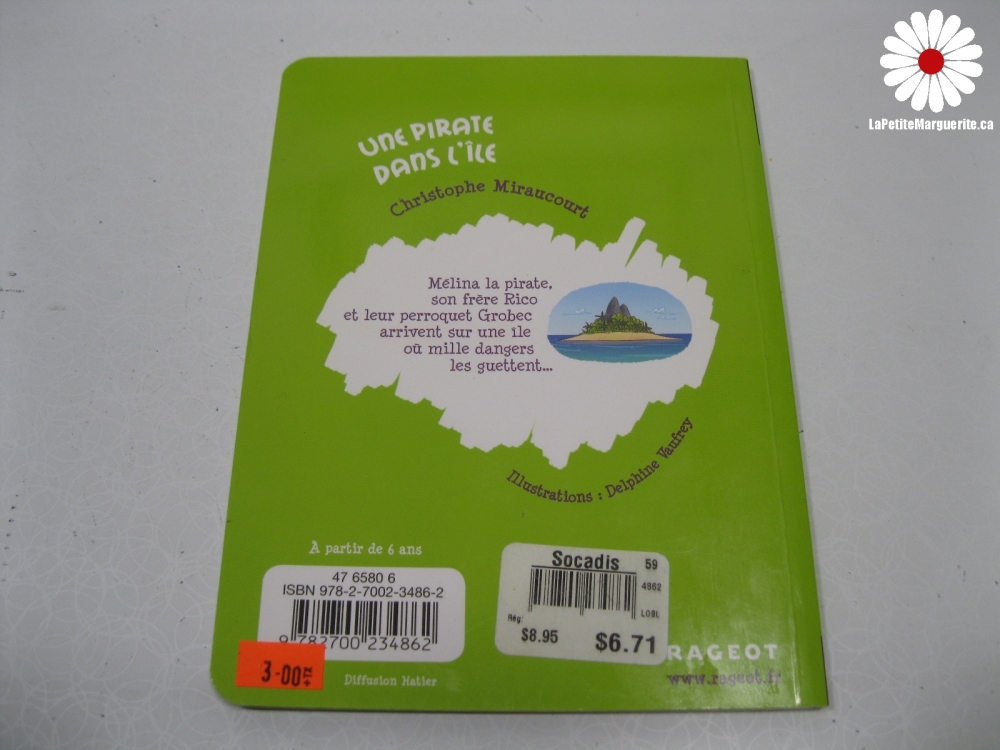 LaPetiteMarguerite.ca
UNE PIRATE
DANS L'ÎLE
Christophe Miraucourt
Mélina la pirate,
son frère Rico
et leur perroquet Grobec
arrivent sur une île
où mille dangers
les guettent...
Illustrations : Delphine Vaufrey
À partir de 6 ans
47 6580 6
ISBN 978-2-7002-3486-2
9 782700 234862
Socadis 59
4962
Rég:
$8.95 $6.71
RAGEOT
www.rageot.fr
3.00
Diffusion Hatier